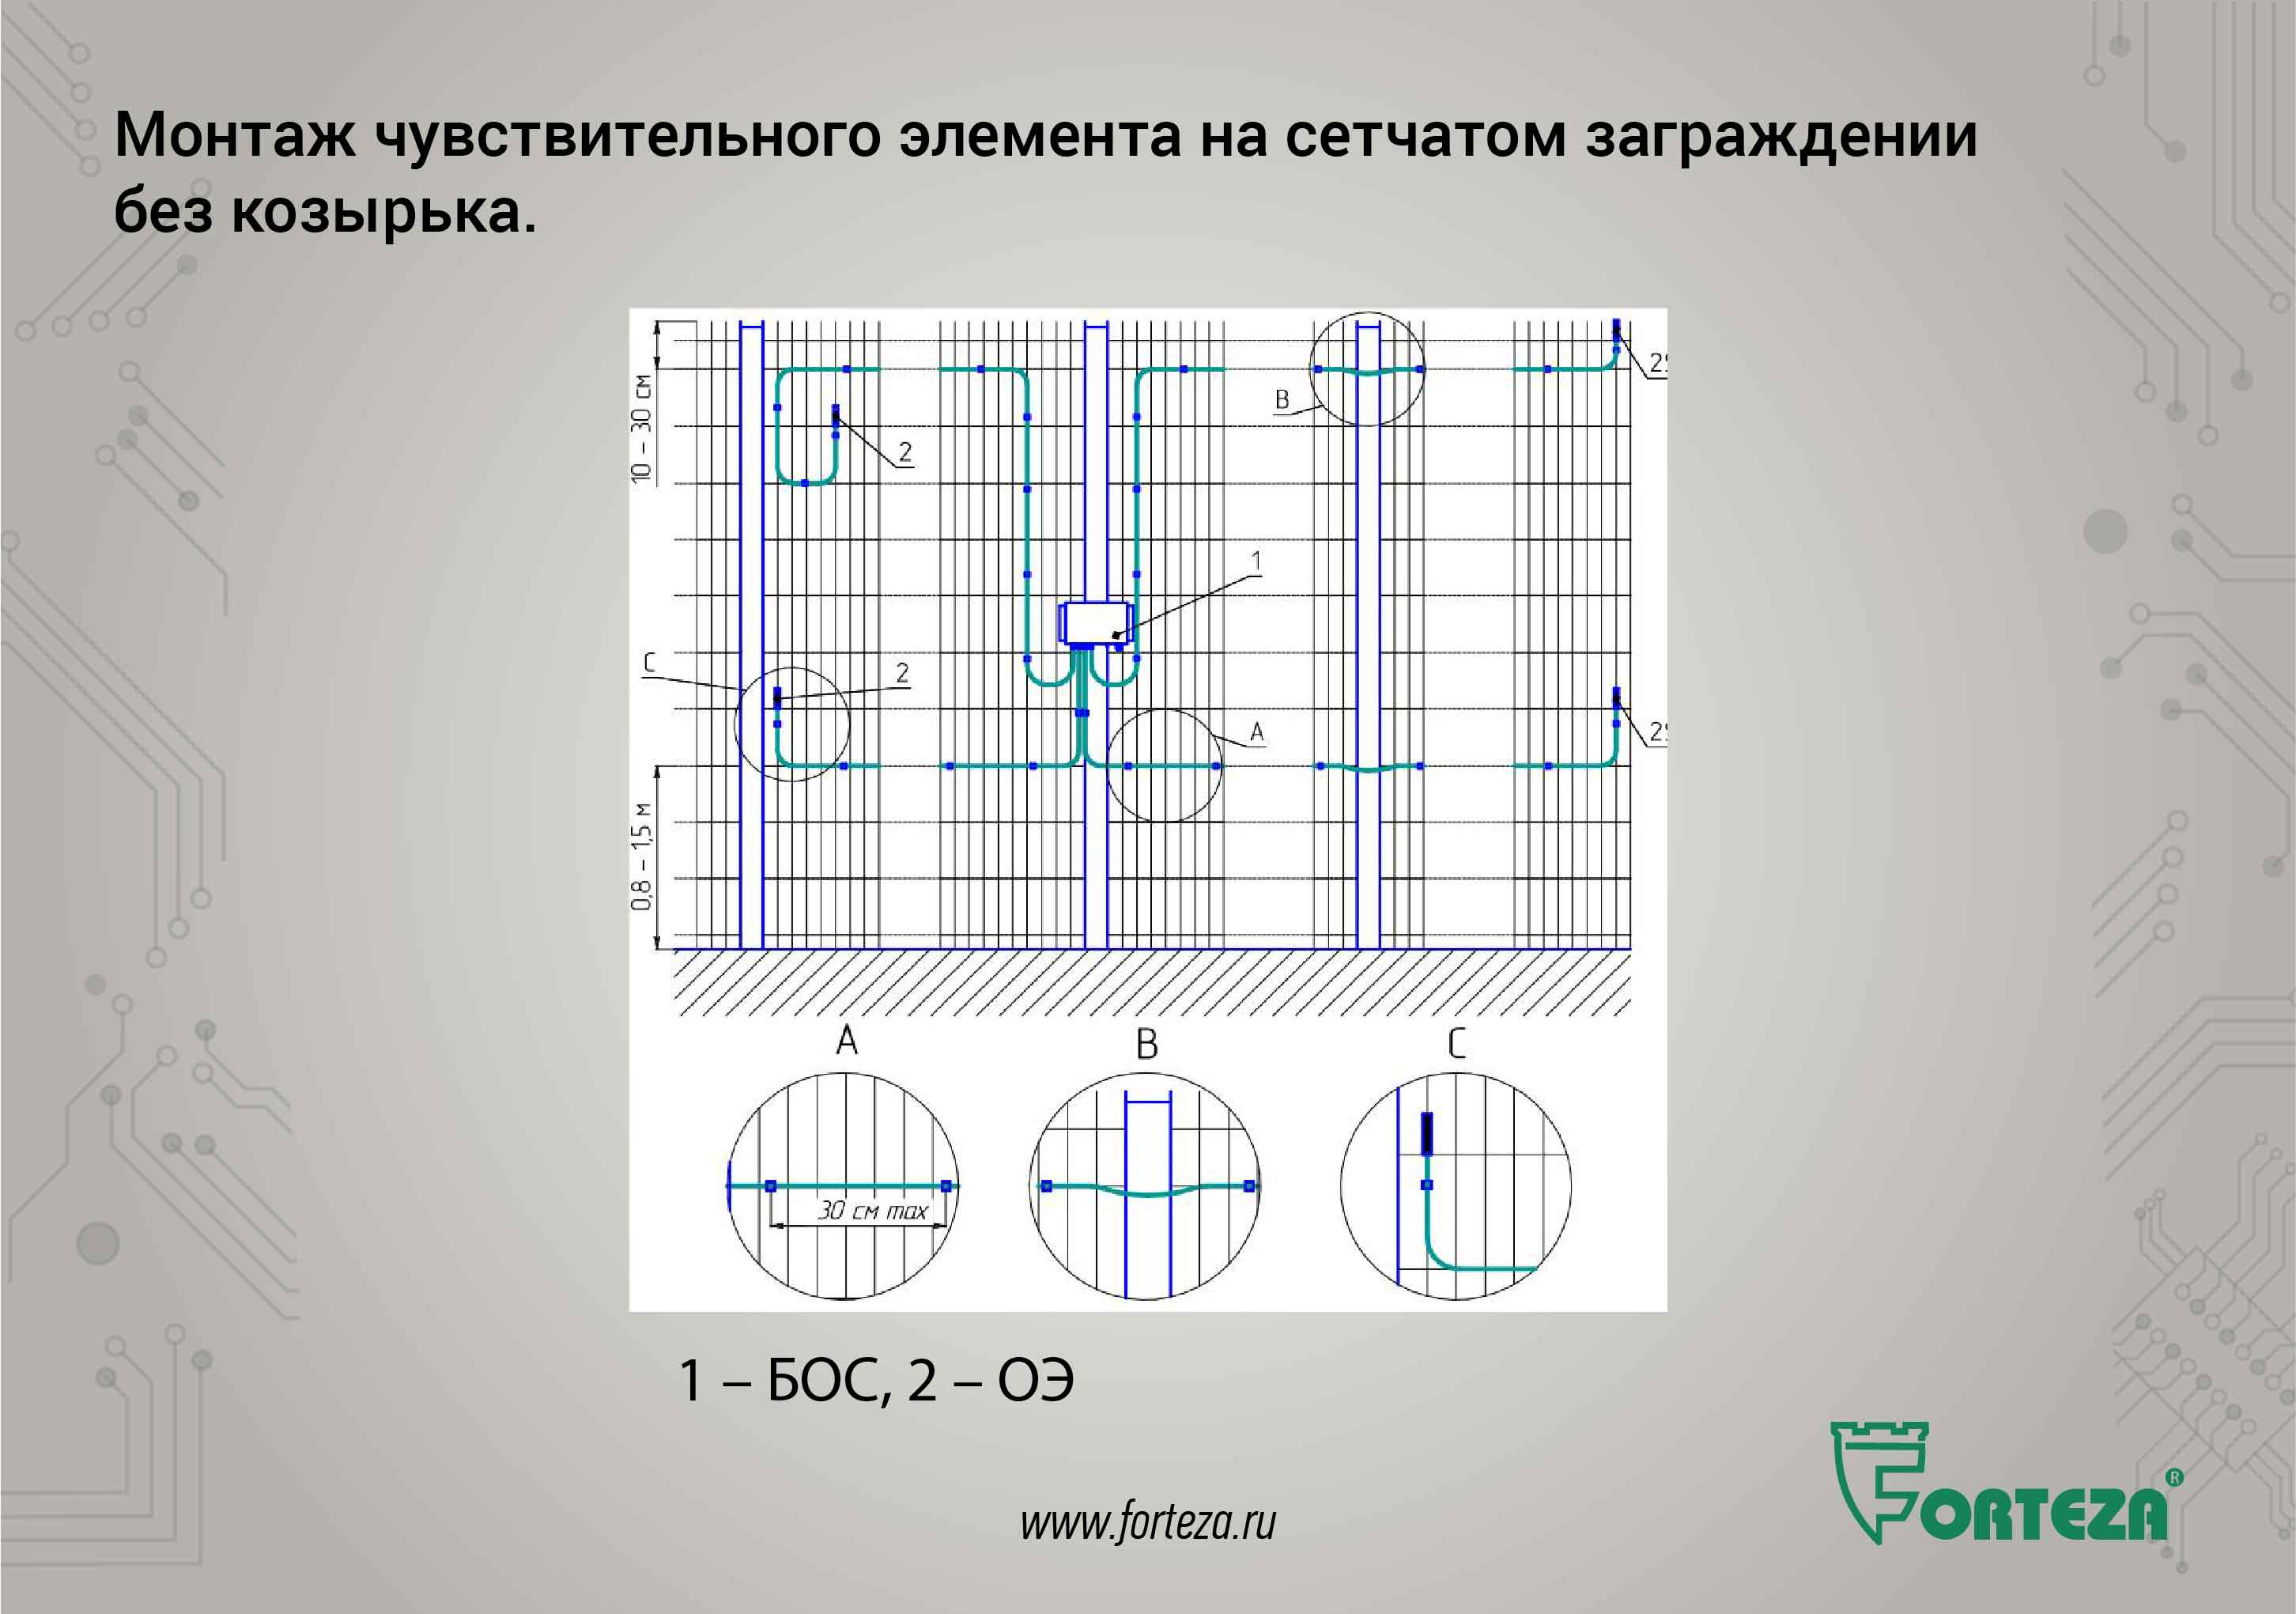 Монтаж чувствительного элемента на сетчатом заграждении
без козырька.
10 – 30 см
2
B
1
C
2
A
0,8 – 1,5 м
A
B
C
30 см max
1 – БОС, 2 – ОЭ
www.forteza.ru
FORTEZA®